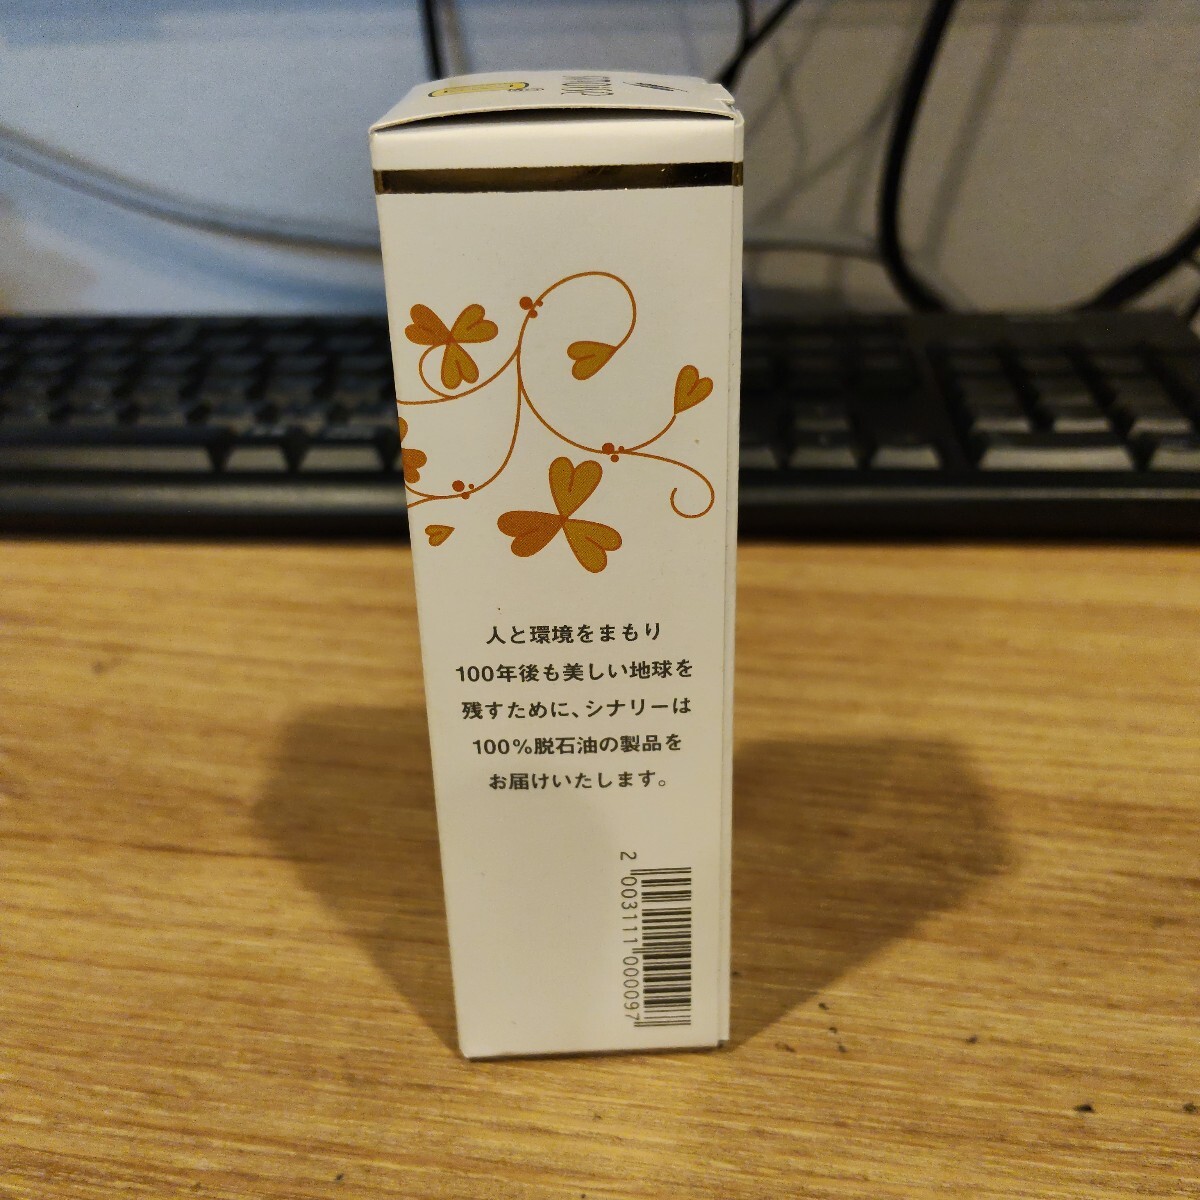 人と環境をまもり
100年後も美しい地球を
残すために、シナリーは
100%脱石油の製品を
お届けいたします。
2 003111 000097